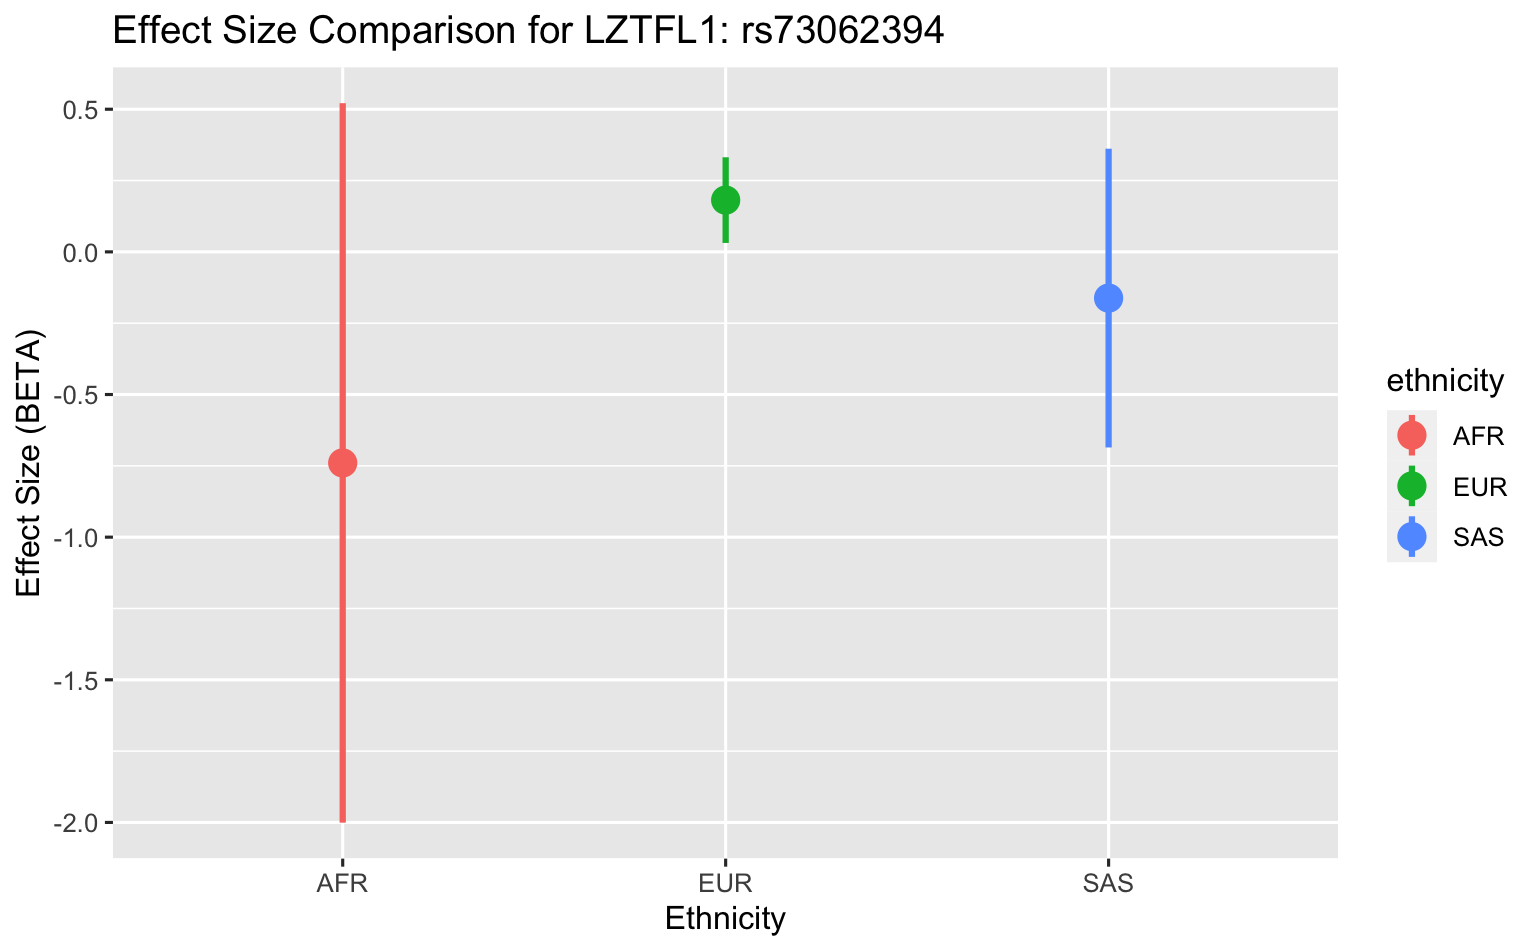 Effect Size Comparison for LZTFL1: rs73062394
Effect Size (BETA)
0.5
0.0
-0.5
-1.0
-1.5
-2.0
AFR
EUR
SAS
Ethnicity
ethnicity
AFR
EUR
SAS